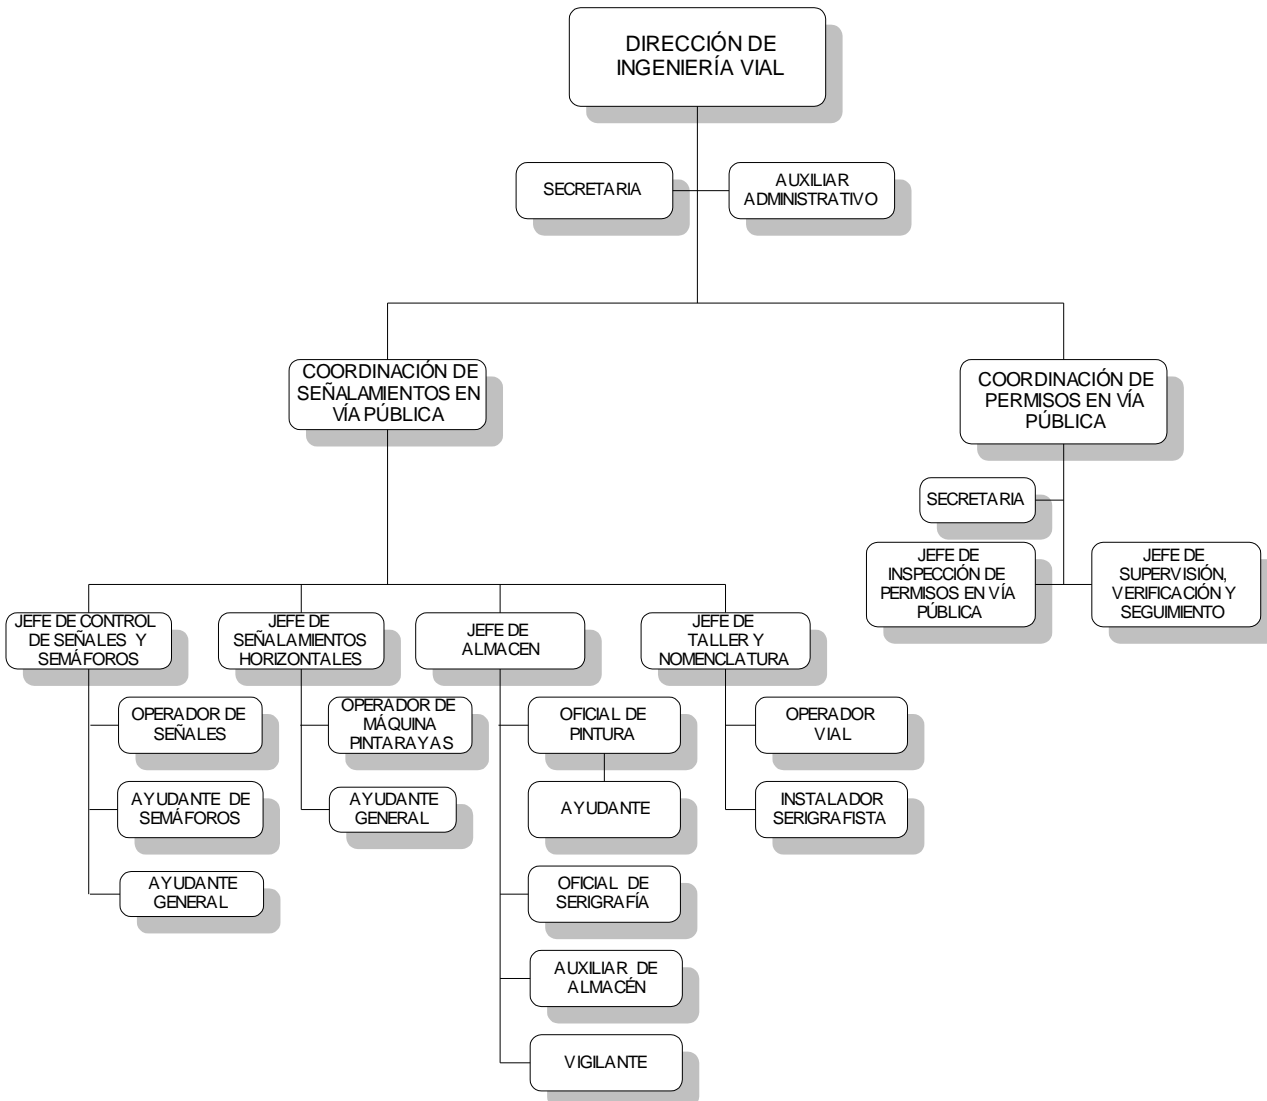 DIRECCIÓN DE
INGENIERÍA VIAL
SECRETARIA
AUXILIAR
ADMINISTRATIVO
COORDINACIÓN DE
SEÑALAMIENTOS EN
VÍA PÚBLICA
COORDINACIÓN DE
PERMISOS EN VÍA
PÚBLICA
SECRETARIA
JEFE DE
INSPECCIÓN DE
PERMISOS EN VÍA
PÚBLICA
JEFE DE
SUPERVISIÓN,
VERIFICACIÓN Y
SEGUIMIENTO
JEFE DE CONTROL
DE SEÑALES Y
SEMÁFOROS
JEFE DE
SEÑALAMIENTOS
HORIZONTALES
JEFE DE
ALMACEN
JEFE DE
TALLER Y
NOMENCLATURA
OPERADOR DE
SEÑALES
AYUDANTE DE
SEMÁFOROS
AYUDANTE
GENERAL
OPERADOR DE
MÁQUINA
PINTARAYAS
AYUDANTE
GENERAL
OFICIAL DE
PINTURA
AYUDANTE
OFICIAL DE
SERIGRAFÍA
AUXILIAR DE
ALMACÉN
VIGILANTE
OPERADOR
VIAL
INSTALADOR
SERIGRAFISTA